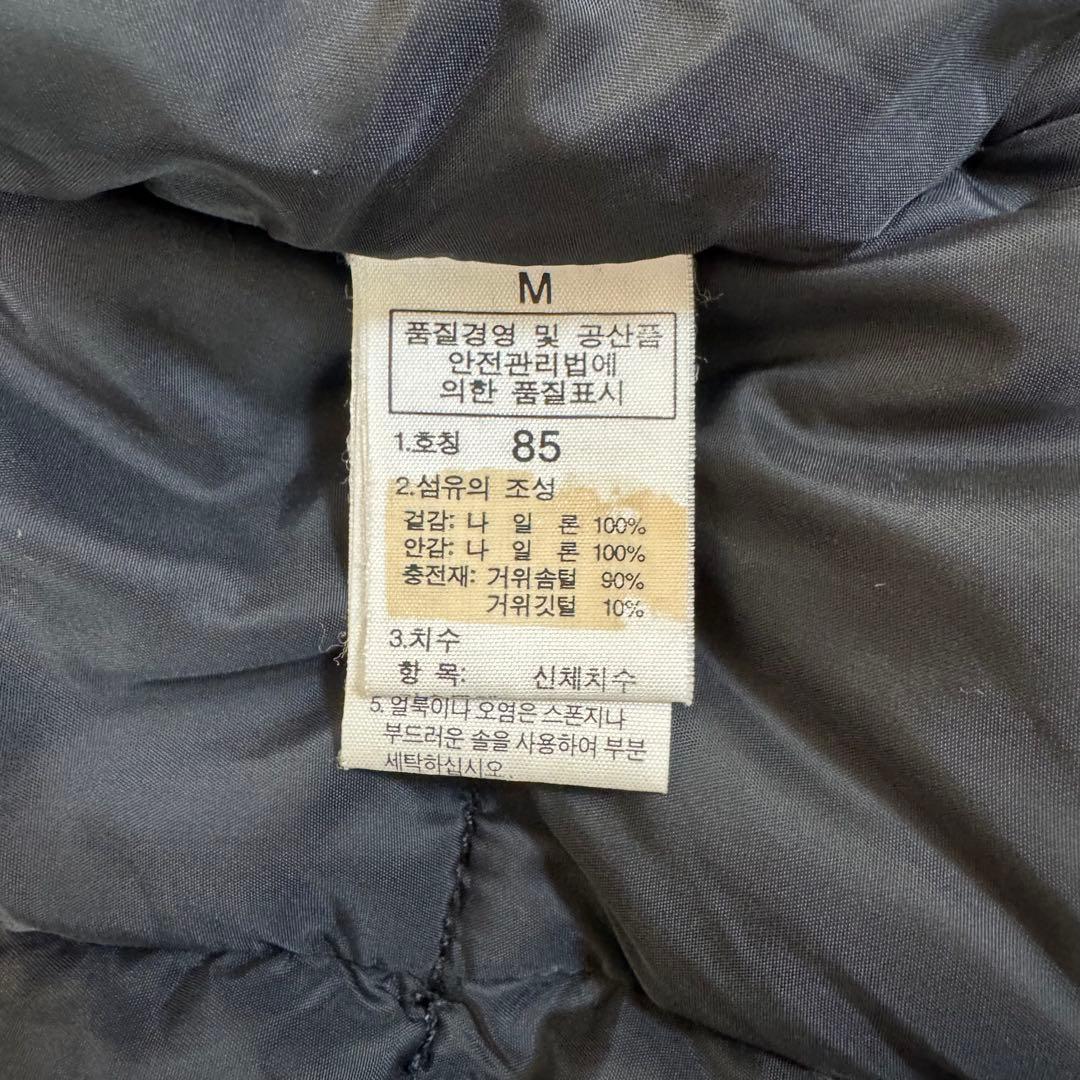 M
품질경영 및 공산품
안전관리법에
의한 품질표시
1.호칭 85
2.섬유의 조성
겉감: 나 일 론 100%
안감: 나 일 론 100%
충전재: 거위솜털 90%
거위깃털 10%
3.치수
항 목: 신체치수
5. 얼룩이나 오염은 스폰지나
부드러운 솔을 사용하여 부분
세탁하십시오.